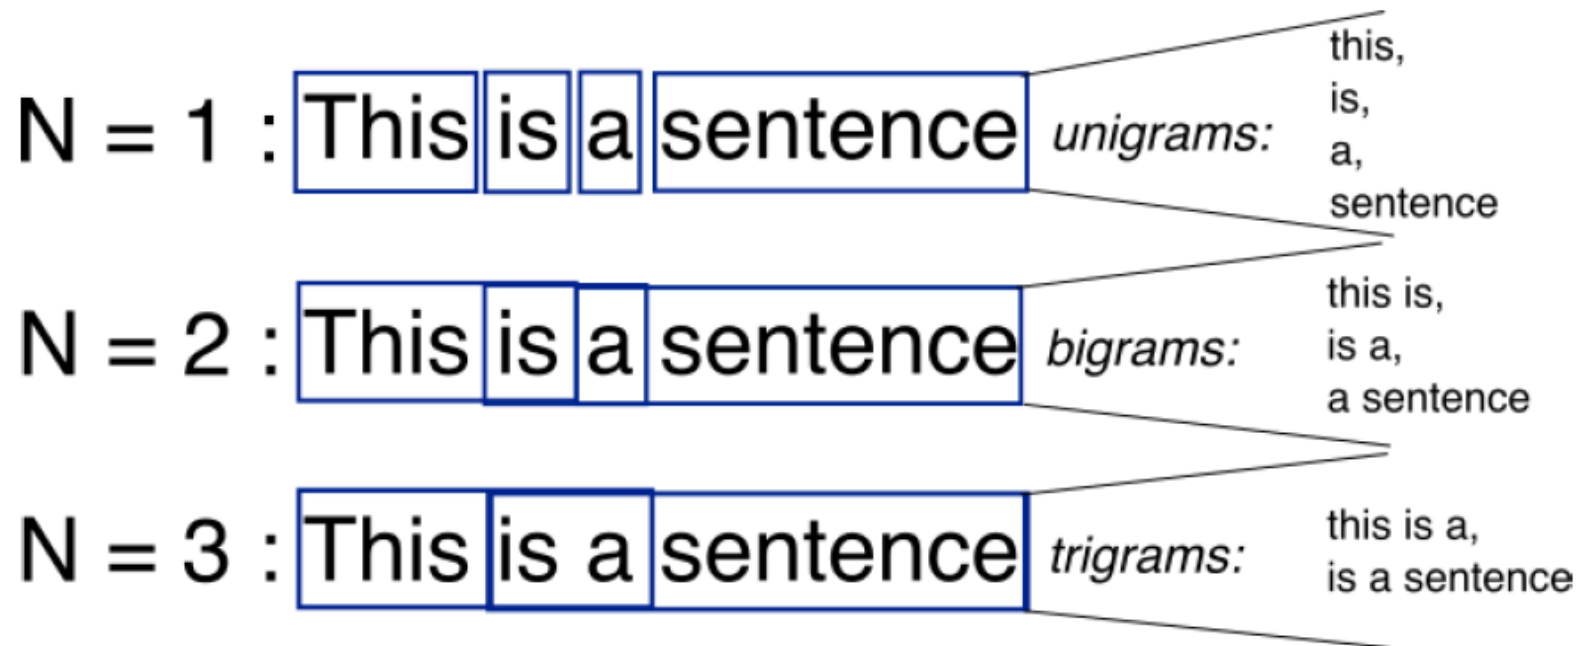 N = 1 : This is a sentence unigrams:
this,
is,
a,
sentence
N = 2 : This is a sentence bigrams:
this is,
is a,
a sentence
N = 3 : This is a sentence trigrams:
this is a,
is a sentence